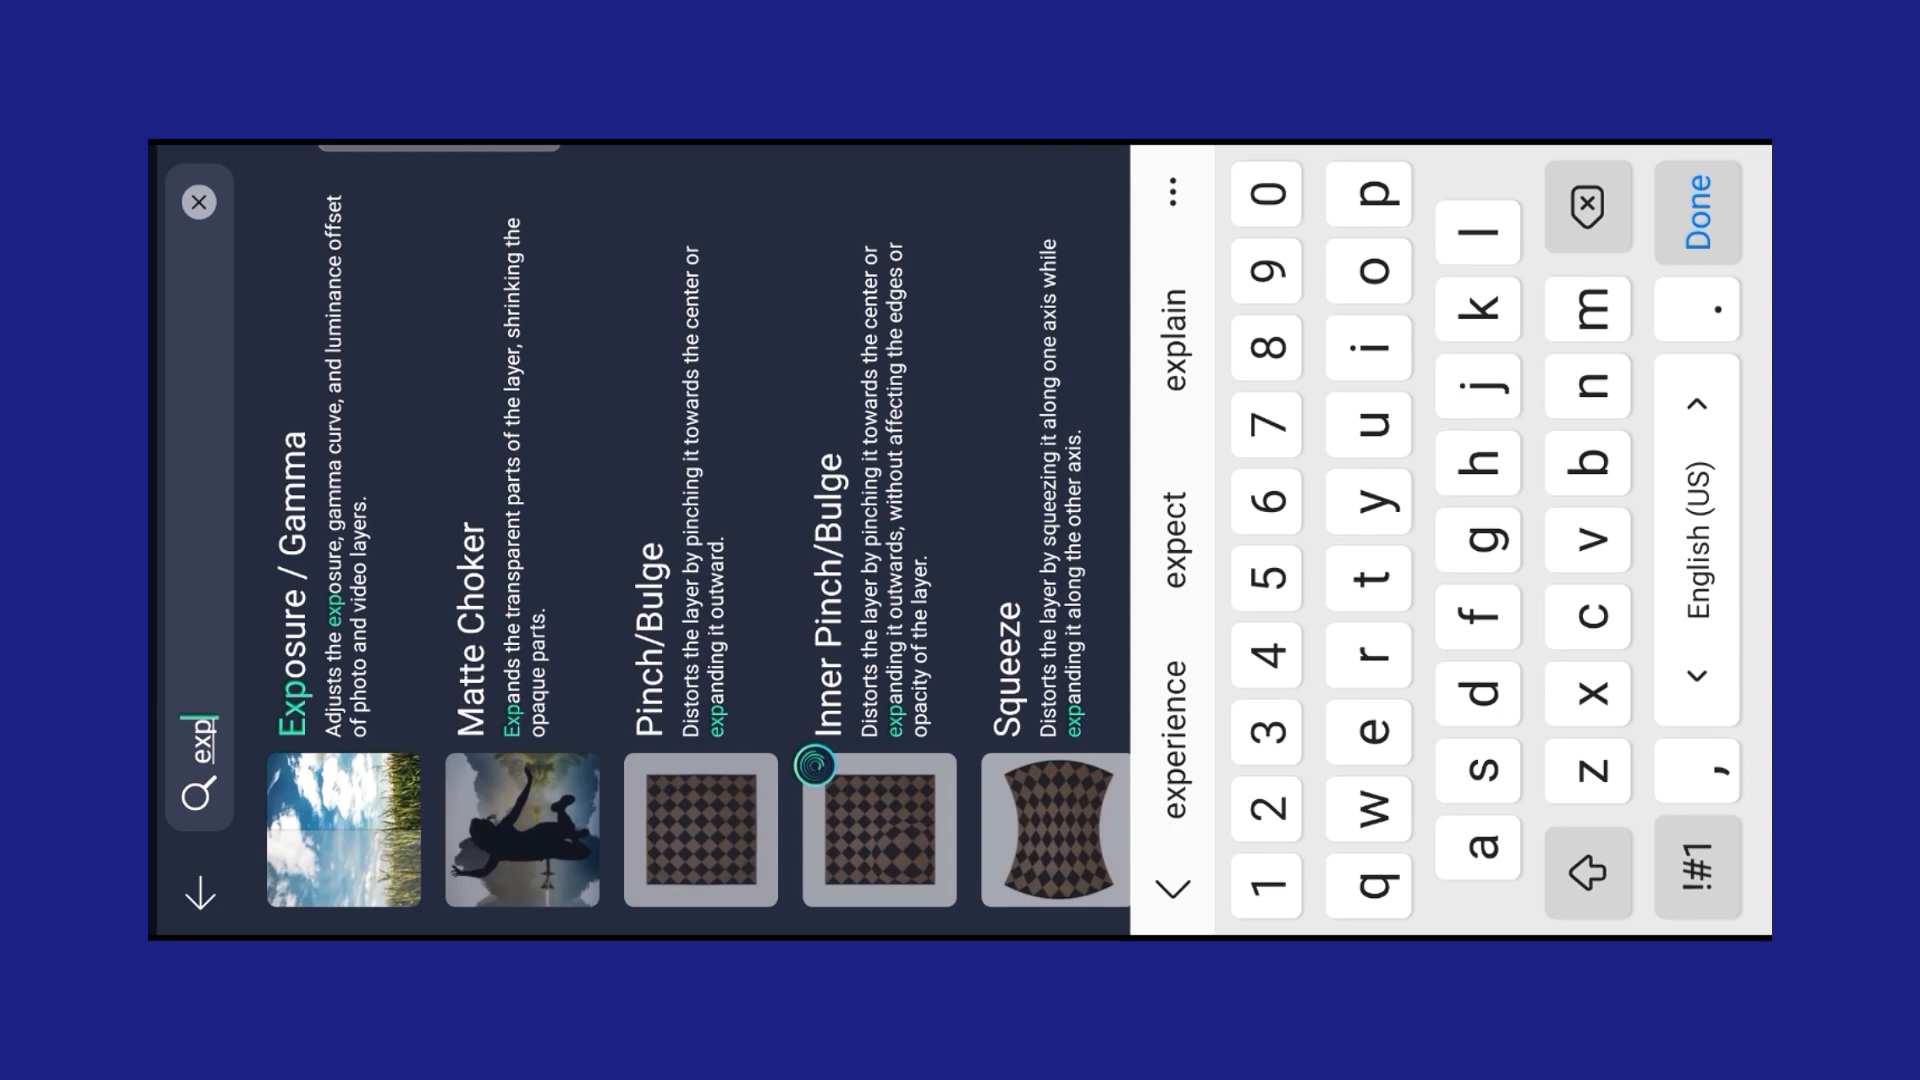 exp
Exposure / Gamma
Adjusts the exposure, gamma curve, and luminance offset
of photo and video layers.
Matte Choker
Expands the transparent parts of the layer, shrinking the
opaque parts.
Pinch/Bulge
Distorts the layer by pinching it towards the center or
expanding it outward.
Inner Pinch/Bulge
Distorts the layer by pinching it towards the center or
expanding it outwards, without affecting the edges or
opacity of the layer.
Squeeze
Distorts the layer by squeezing it along one axis while
expanding it along the other axis.
experience expect explain ...
1 2 3 4 5 6 7 8 9 0
q w e r t y u i o p
a s d f g h j k l
z x c v b n m
!#1 , < English (US) > . Done